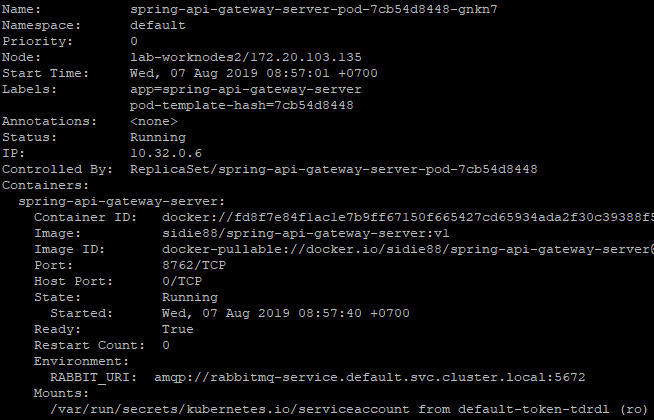 Name:               spring-api-gateway-server-pod-7cb54d8448-gnkn7
Namespace:          default
Priority:           0
Node:               lab-worknodes2/172.20.103.135
Start Time:         Wed, 07 Aug 2019 08:57:01 +0700
Labels:             app=spring-api-gateway-server
                    pod-template-hash=7cb54d8448
Annotations:        <none>
Status:             Running
IP:                 10.32.0.6
Controlled By:      ReplicaSet/spring-api-gateway-server-pod-7cb54d8448
Containers:
  spring-api-gateway-server:
    Container ID:   docker://fd8f7e84f1ac1e7b9ff67150f665427cd65934ada2f30c39388f5
    Image:          sidie88/spring-api-gateway-server:v1
    Image ID:       docker-pullable://docker.io/sidie88/spring-api-gateway-server@
    Port:           8762/TCP
    Host Port:      0/TCP
    State:          Running
      Started:      Wed, 07 Aug 2019 08:57:40 +0700
    Ready:          True
    Restart Count:  0
    Environment:
      RABBIT_URI:  amqp://rabbitmq-service.default.svc.cluster.local:5672
    Mounts:
      /var/run/secrets/kubernetes.io/serviceaccount from default-token-tdrdl (ro)